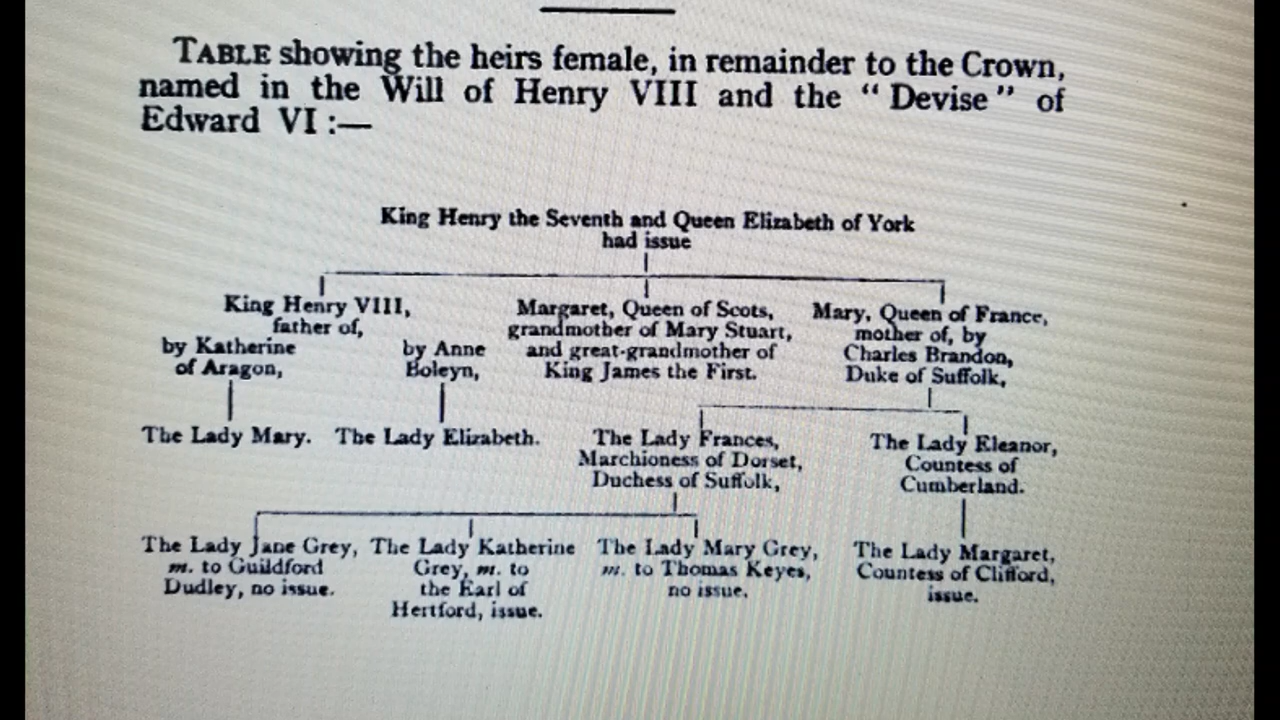 TABLE showing the heirs female, in remainder to the Crown,
named in the Will of Henry VIII and the “Devise” of
Edward VI :—
King Henry the Seventh and Queen Elizabeth of York
had issue
King Henry VIII,
father of,
by Katherine
of Aragon,
The Lady Mary.
by Anne
Boleyn,
The Lady Elizabeth.
Margaret, Queen of Scots,
grandmother of Mary Stuart,
and great-grandmother of
King James the First.
Mary, Queen of France,
mother of, by
Charles Brandon,
Duke of Suffolk,
The Lady Frances,
Marchioness of Dorset,
Duchess of Suffolk,
The Lady Eleanor,
Countess of
Cumberland.
The Lady Jane Grey,
m. to Guildford
Dudley, no issue.
The Lady Katherine
Grey, m. to
the Earl of
Hertford, issue.
The Lady Mary Grey,
m. to Thomas Keyes,
no issue.
The Lady Margaret,
Countess of Clifford,
issue.